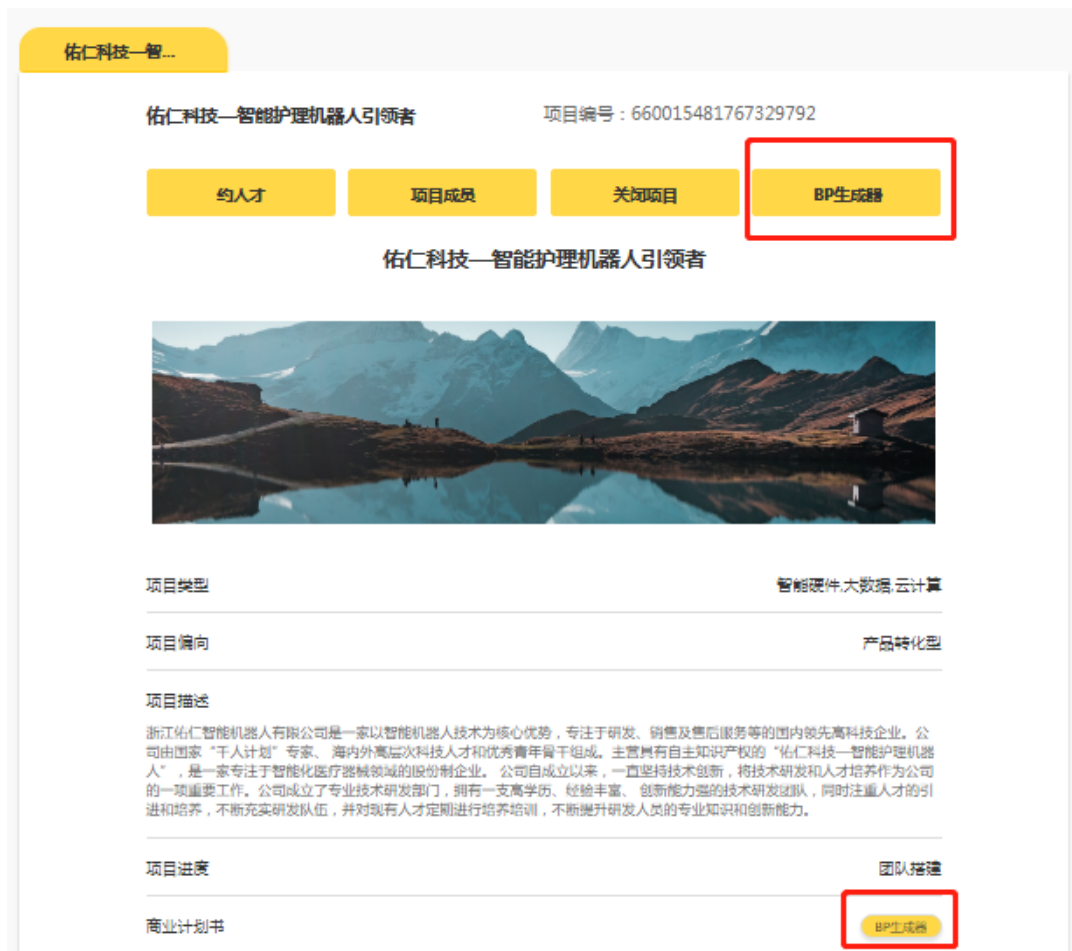 佑仁科技—智...
佑仁科技—智能护理机器人引领者 项目编号：660015481767329792
约人才 项目成员 关闭项目 BP生成器
佑仁科技—智能护理机器人引领者
项目类型 智能硬件,大数据,云计算
项目偏向 产品转化型
项目描述
浙江佑仁智能机器人有限公司是一家以智能机器人技术为核心优势，专注于研发、销售及售后服务等的国内领先高科技企业。公
司由国家“千人计划”专家、 海内外高层次科技人才和优秀青年骨干组成。主营具有自主知识产权的“佑仁科技—智能护理机器
人”，是一家专注于智能化医疗器械领域的股份制企业。 公司自成立以来，一直坚持技术创新，将技术研发和人才培养作为公司
的一项重要工作。公司成立了专业技术研发部门，拥有一支高学历、经验丰富、 创新能力强的技术研发团队，同时注重人才的引
进和培养，不断充实研发队伍，并对现有人才定期进行培养培训，不断提升研发人员的专业知识和创新能力。
项目进度 团队搭建
商业计划书 BP生成器